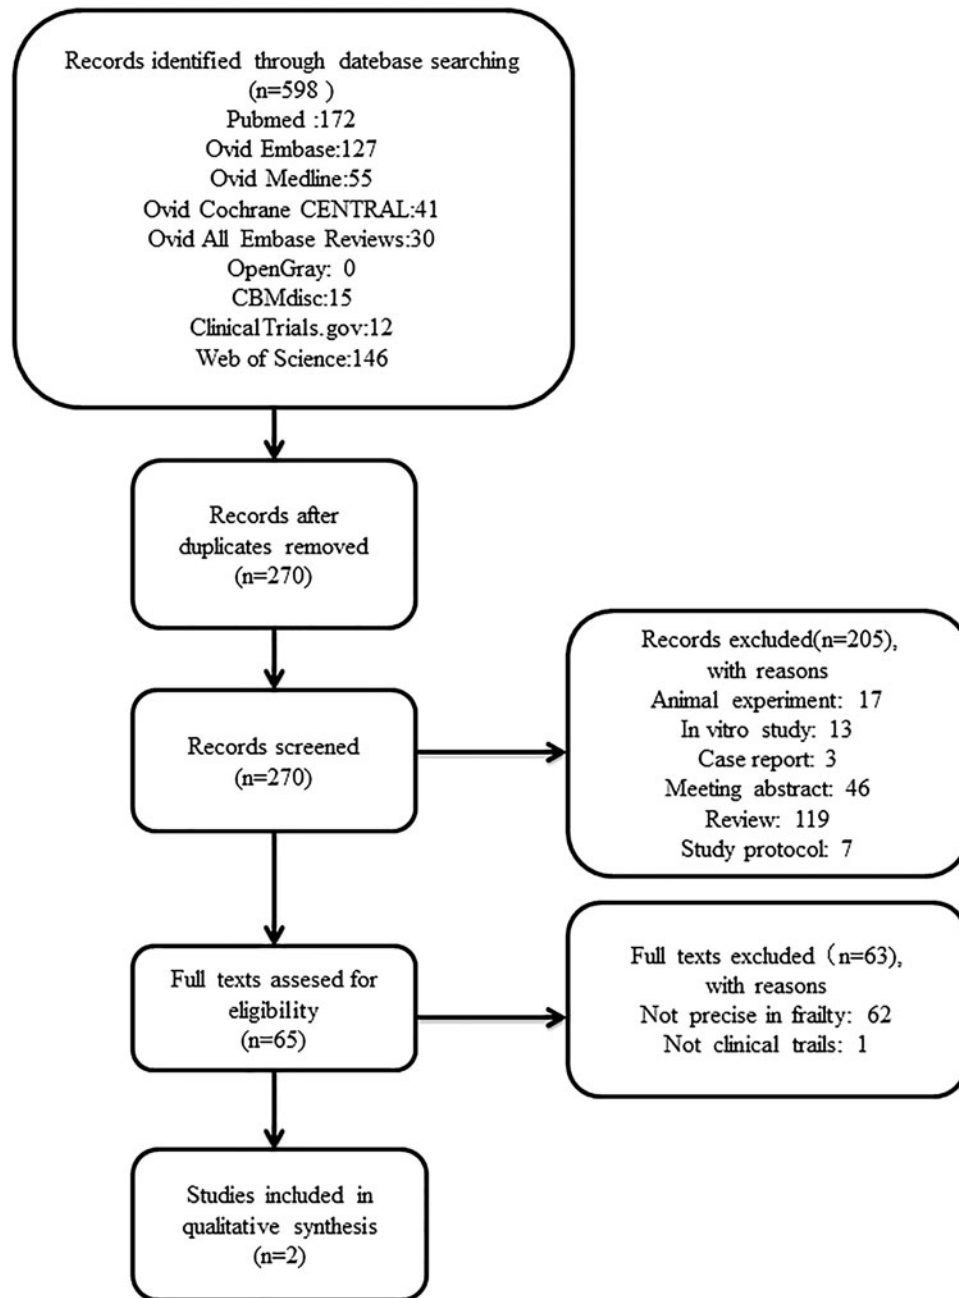 Records identified through datebase searching
(n=598 )
Pubmed :172
Ovid Embase:127
Ovid Medline:55
Ovid Cochrane CENTRAL:41
Ovid All Embase Reviews:30
OpenGray: 0
CBMdisc:15
ClinicalTrials.gov:12
Web of Science:146
Records after
duplicates removed
(n=270)
Records screened
(n=270)
Records excluded(n=205),
with reasons
Animal experiment: 17
In vitro study: 13
Case report: 3
Meeting abstract: 46
Review: 119
Study protocol: 7
Full texts assesed for
eligibility
(n=65)
Full texts excluded (n=63),
with reasons
Not precise in frailty: 62
Not clinical trails: 1
Studies included in
qualitative synthesis
(n=2)